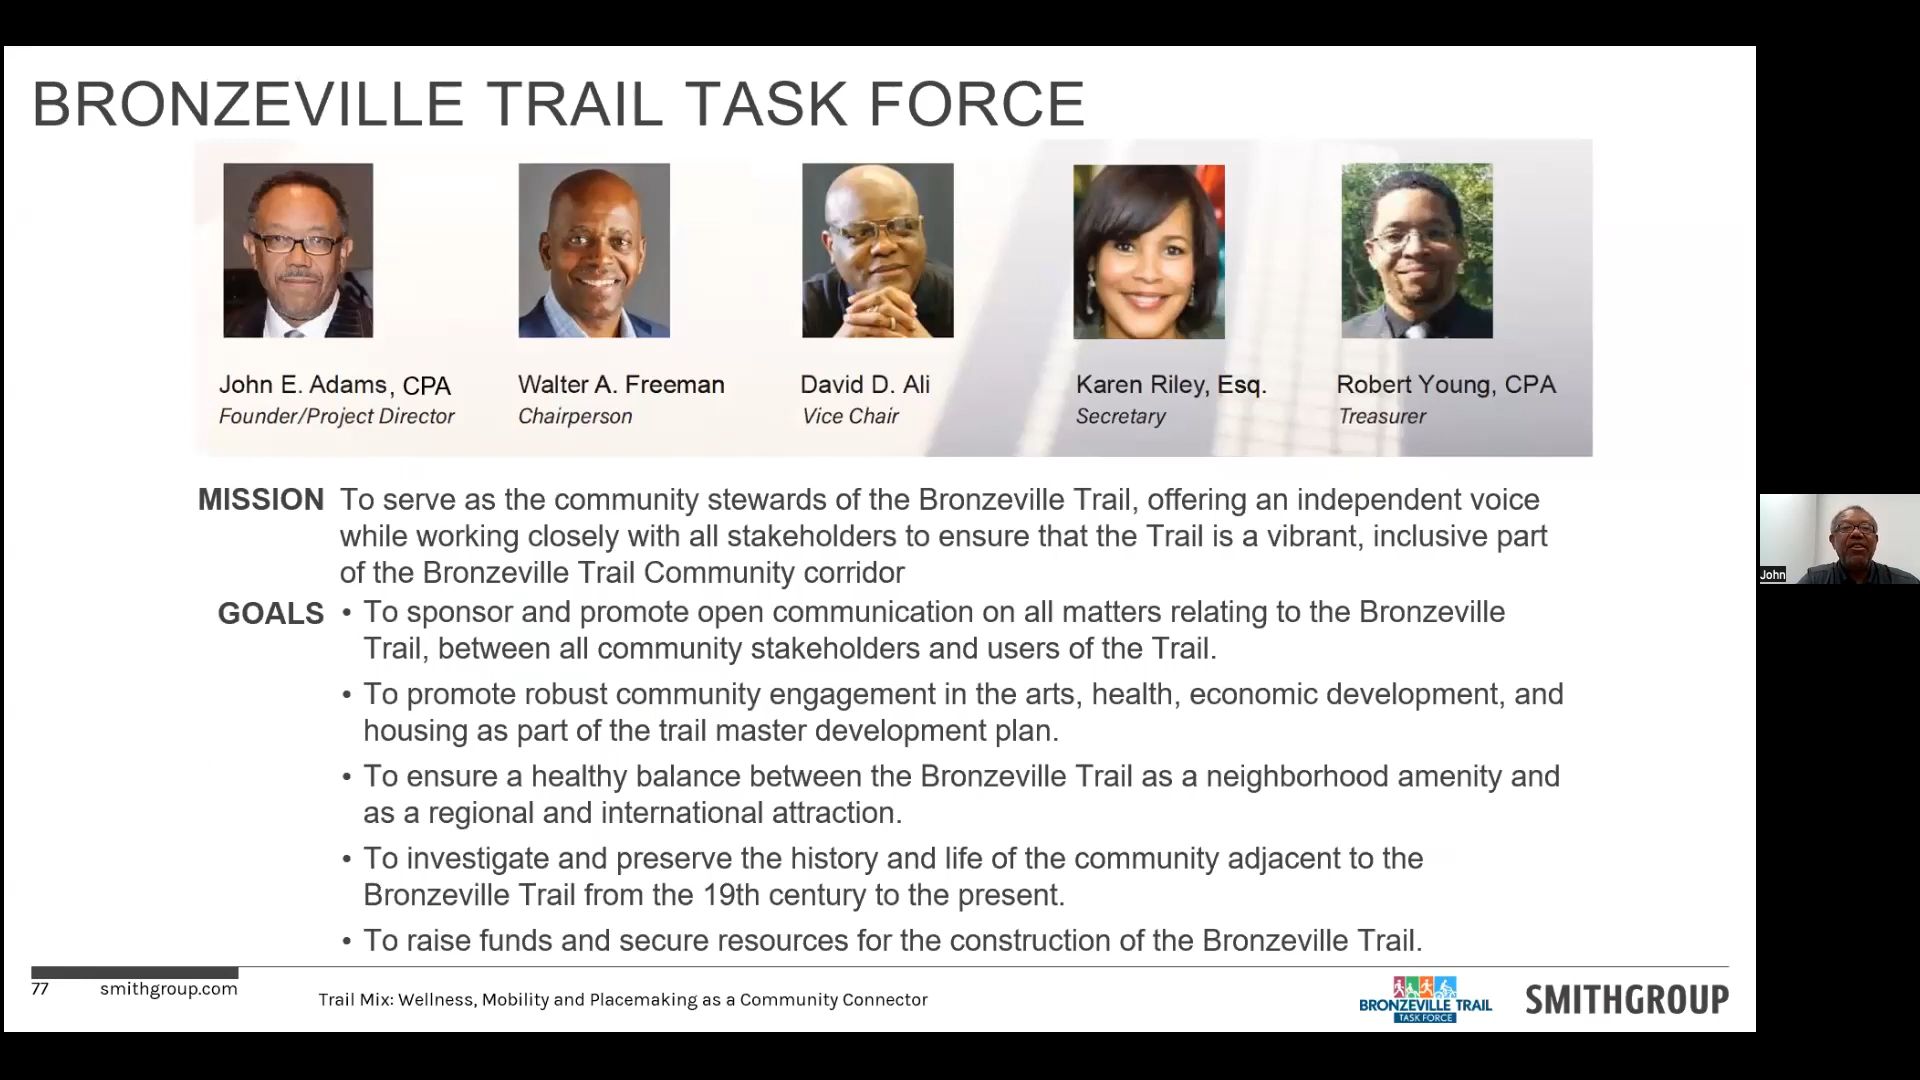 BRONZEVILLE TRAIL TASK FORCE
John E. Adams, CPA
Founder/Project Director
Walter A. Freeman
Chairperson
David D. Ali
Vice Chair
Karen Riley, Esq.
Secretary
Robert Young, CPA
Treasurer
MISSION To serve as the community stewards of the Bronzeville Trail, offering an independent voice
while working closely with all stakeholders to ensure that the Trail is a vibrant, inclusive part
of the Bronzeville Trail Community corridor
GOALS • To sponsor and promote open communication on all matters relating to the Bronzeville
Trail, between all community stakeholders and users of the Trail.
• To promote robust community engagement in the arts, health, economic development, and
housing as part of the trail master development plan.
• To ensure a healthy balance between the Bronzeville Trail as a neighborhood amenity and
as a regional and international attraction.
• To investigate and preserve the history and life of the community adjacent to the
Bronzeville Trail from the 19th century to the present.
• To raise funds and secure resources for the construction of the Bronzeville Trail.
77 smithgroup.com
Trail Mix: Wellness, Mobility and Placemaking as a Community Connector
BRONZEVILLE TRAIL
TASK FORCE
SMITHGROUP
John